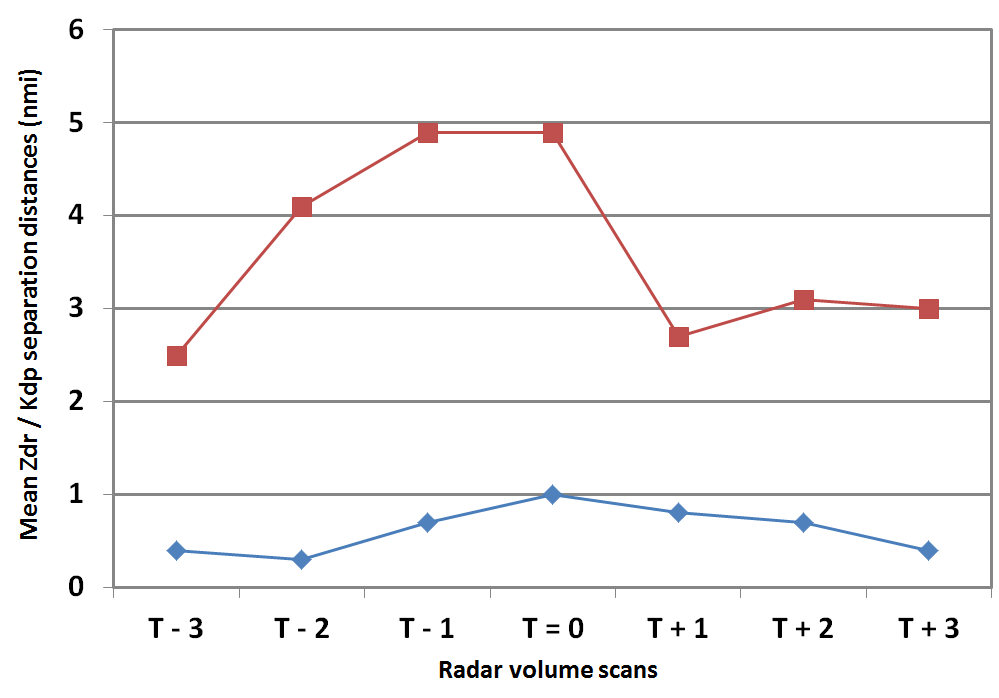 Mean Zdr / Kdp separation distances (nmi)
6
5
4
3
2
1
0
T - 3 T - 2 T - 1 T = 0 T + 1 T + 2 T + 3
Radar volume scans